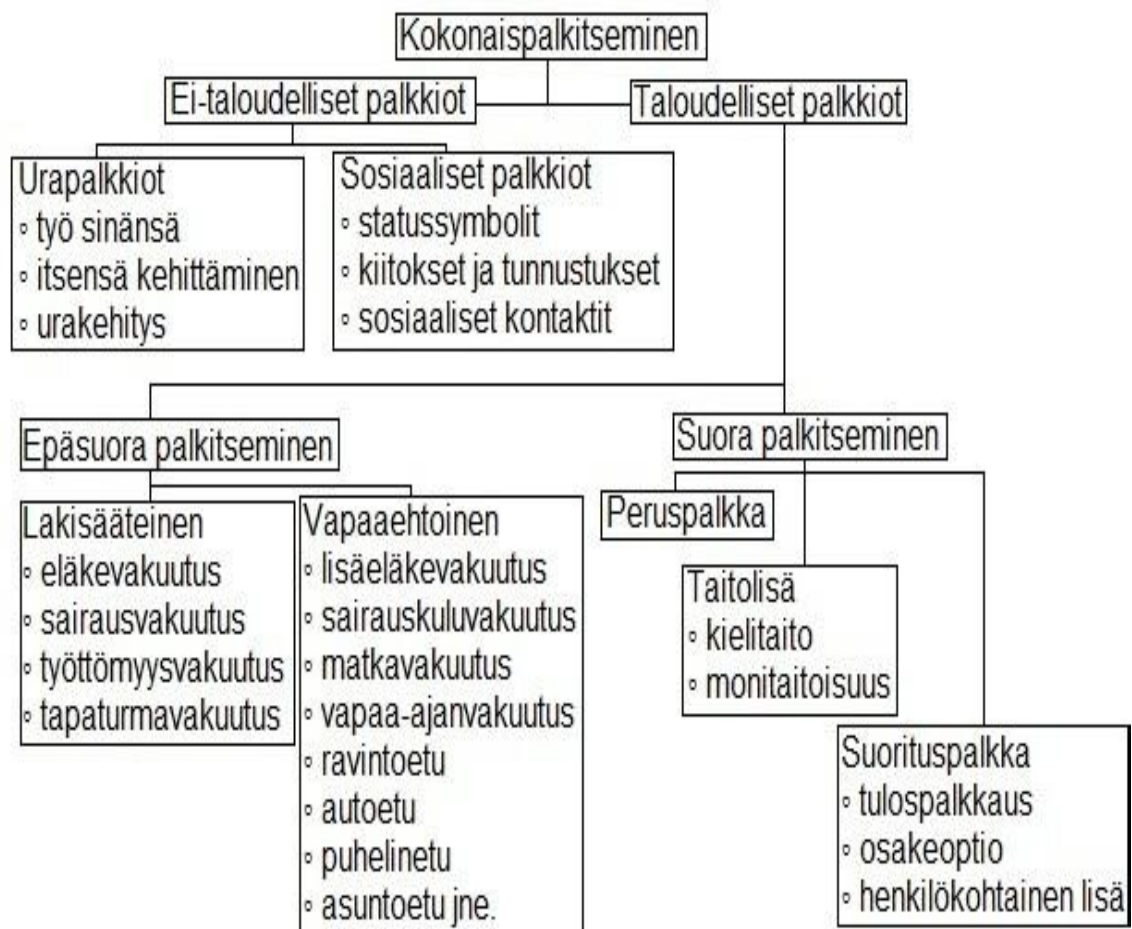 Kokonaispalkitseminen
Ei-taloudelliset palkkiot
Taloudelliset palkkiot
Urapalkkiot
◦ työ sinänsä
◦ itsensä kehittäminen
◦ urakehitys
Sosiaaliset palkkiot
◦ statussymbolit
◦ kiitokset ja tunnustukset
◦ sosiaaliset kontaktit
Epäsuora palkitseminen
Suora palkitseminen
Lakisääteinen
◦ eläkevakuutus
◦ sairausvakuutus
◦ työttömyysvakuutus
◦ tapaturmavakuutus
Vapaaehtoinen
◦ lisäeläkevakuutus
◦ sairauskuluvakuutus
◦ matkavakuutus
◦ vapaa-ajanvakuutus
◦ ravintoetu
◦ autoetu
◦ puhelinetu
◦ asuntoetu jne.
Peruspalkka
Taitolisä
◦ kielitaito
◦ monitaitoisuus
Suorituspalkka
◦ tulospalkkaus
◦ osakeoptio
◦ henkilökohtainen lisä